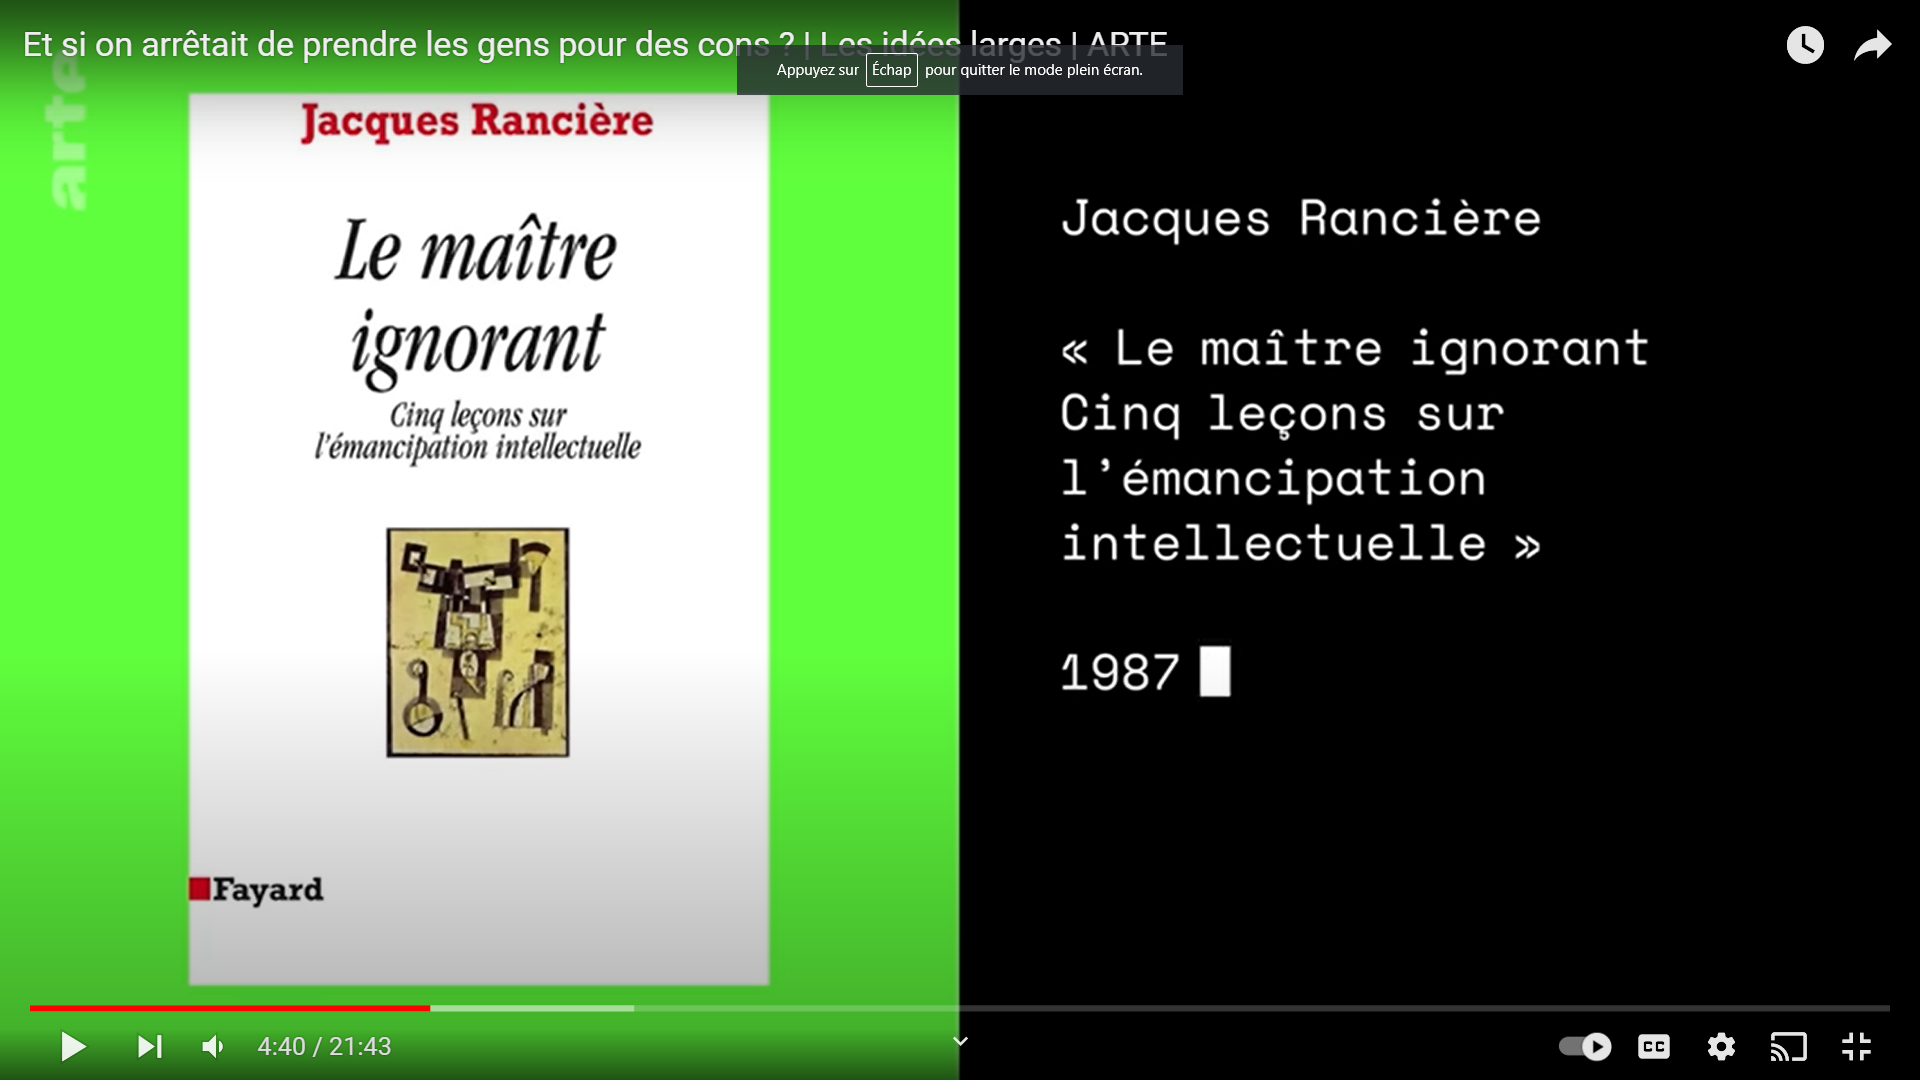 Et si on arrêtait de prendre les gens pour des cons ? | Les idées larges | ARTE
Appuyez sur Échap pour quitter le mode plein écran.
arte
Jacques Rancière
Le maître
ignorant
Cinq leçons sur
l'émancipation intellectuelle
Fayard
Jacques Rancière
« Le maître ignorant
Cinq leçons sur
l'émancipation
intellectuelle »
1987
4:40 / 21:43
CC